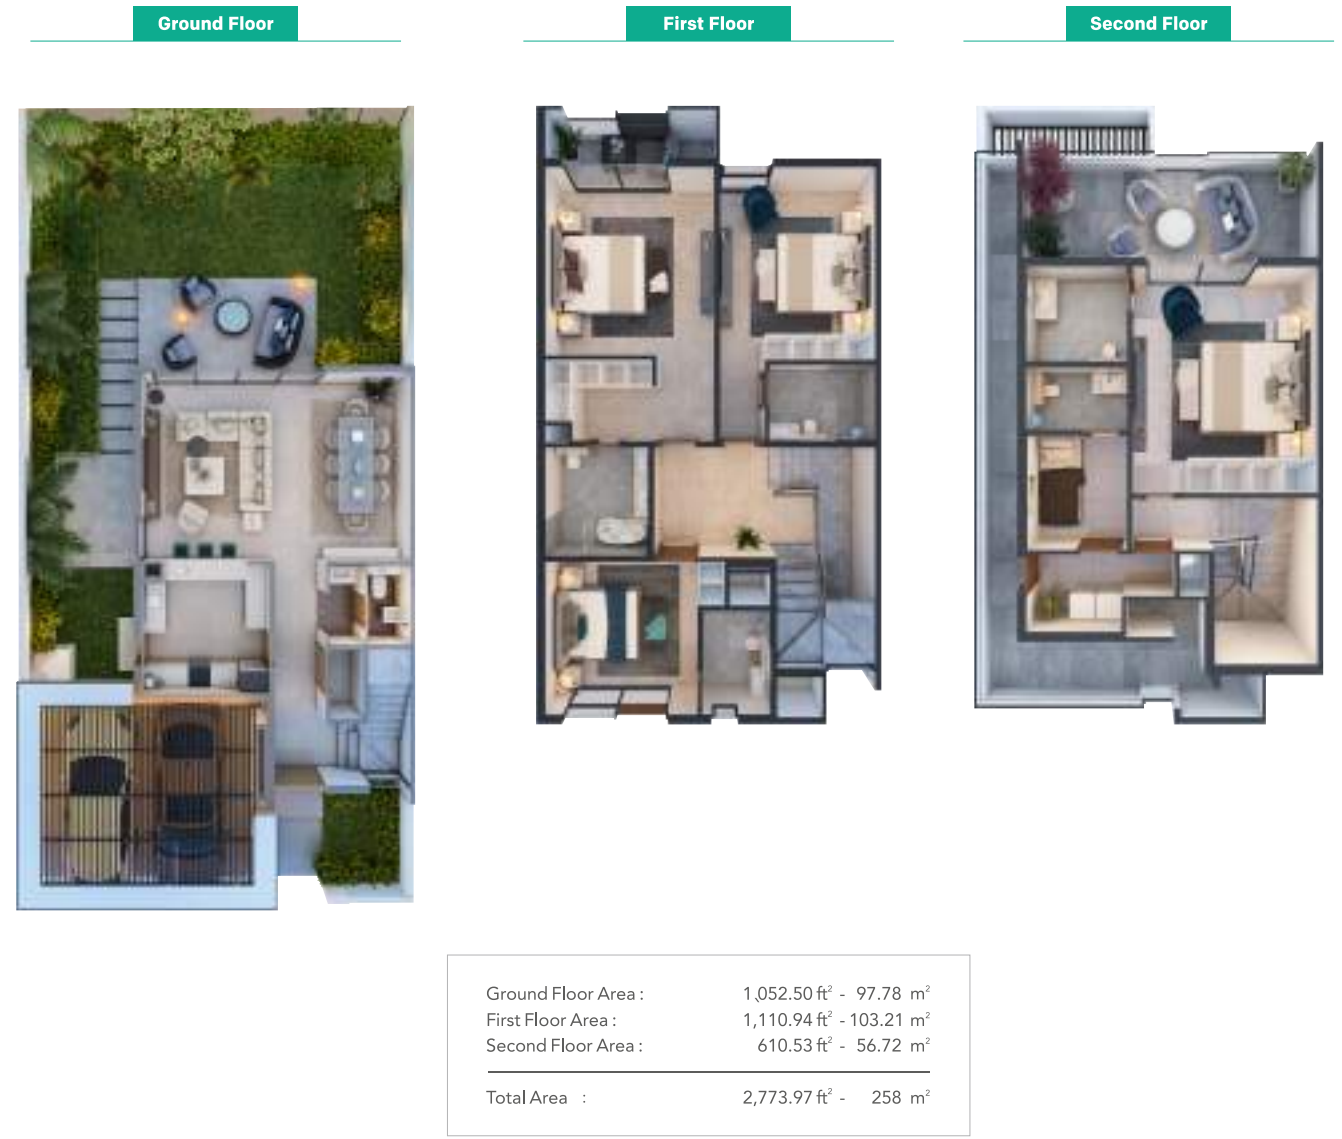 Ground Floor
First Floor
Second Floor
Ground Floor Area : 1,052.50 ft² - 97.78 m²
First Floor Area : 1,110.94 ft² - 103.21 m²
Second Floor Area : 610.53 ft² - 56.72 m²
Total Area : 2,773.97 ft² - 258 m²